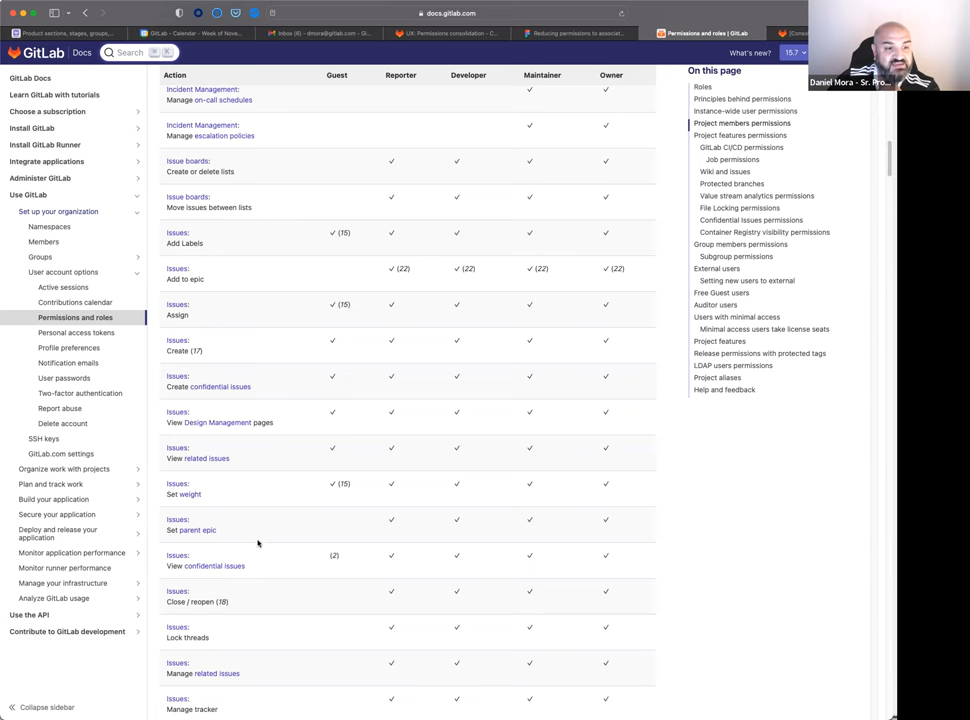 docs.gitlab.com
Product sections, stages, groups,...
GitLab - Calendar - Week of Nove...
Inbox (6) - dmora@gitlab.com - Gi...
UX: Permissions consolidation - C...
Reducing permissions to associat...
Permissions and roles | GitLab
GitLab Docs
Search
What's new?
15.7
Daniel Mora - Sr. Pro...
GitLab Docs
Learn GitLab with tutorials
Choose a subscription
Install GitLab
Install GitLab Runner
Integrate applications
Administer GitLab
Use GitLab
Set up your organization
Namespaces
Members
Groups
User account options
Active sessions
Contributions calendar
Permissions and roles
Personal access tokens
Profile preferences
Notification emails
User passwords
Two-factor authentication
Report abuse
Delete account
SSH keys
GitLab.com settings
Organize work with projects
Plan and track work
Build your application
Secure your application
Deploy and release your
application
Monitor application performance
Monitor runner performance
Manage your infrastructure
Analyze GitLab usage
Use the API
Contribute to GitLab development
Collapse sidebar
Action Guest Reporter Developer Maintainer Owner
Incident Management:
Manage on-call schedules ✓ ✓
Incident Management:
Manage escalation policies ✓ ✓
Issue boards:
Create or delete lists ✓ ✓ ✓ ✓
Issue boards:
Move issues between lists ✓ ✓ ✓ ✓
Issues:
Add Labels ✓ (15) ✓ ✓ ✓ ✓
Issues:
Add to epic ✓ (22) ✓ (22) ✓ (22) ✓ (22)
Issues:
Assign ✓ (15) ✓ ✓ ✓ ✓
Issues:
Create (17) ✓ ✓ ✓ ✓ ✓
Issues:
Create confidential issues ✓ ✓ ✓ ✓ ✓
Issues:
View Design Management pages ✓ ✓ ✓ ✓ ✓
Issues:
View related issues ✓ ✓ ✓ ✓ ✓
Issues:
Set weight ✓ (15) ✓ ✓ ✓ ✓
Issues:
Set parent epic ✓ ✓ ✓ ✓
Issues:
View confidential issues (2) ✓ ✓ ✓ ✓
Issues:
Close / reopen (18) ✓ ✓ ✓ ✓
Issues:
Lock threads ✓ ✓ ✓ ✓
Issues:
Manage related issues ✓ ✓ ✓ ✓
Issues:
Manage tracker ✓ ✓ ✓ ✓
On this page
Roles
Principles behind permissions
Instance-wide user permissions
Project members permissions
Project features permissions
GitLab CI/CD permissions
Job permissions
Wiki and issues
Protected branches
Value stream analytics permissions
File Locking permissions
Confidential Issues permissions
Container Registry visibility permissions
Group members permissions
Subgroup permissions
External users
Setting new users to external
Free Guest users
Auditor users
Users with minimal access
Minimal access users take license seats
Project features
Release permissions with protected tags
LDAP users permissions
Project aliases
Help and feedback